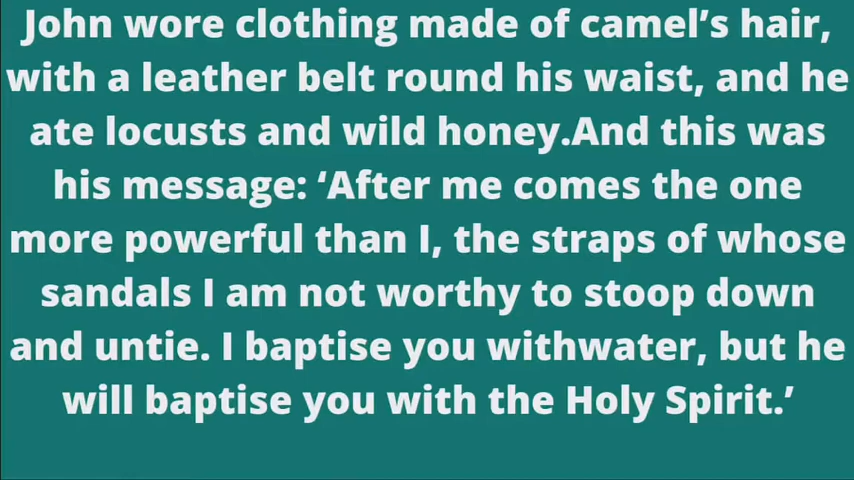 John wore clothing made of camel’s hair,
with a leather belt round his waist, and he
ate locusts and wild honey.And this was
his message: ‘After me comes the one
more powerful than I, the straps of whose
sandals I am not worthy to stoop down
and untie. I baptise you withwater, but he
will baptise you with the Holy Spirit.’